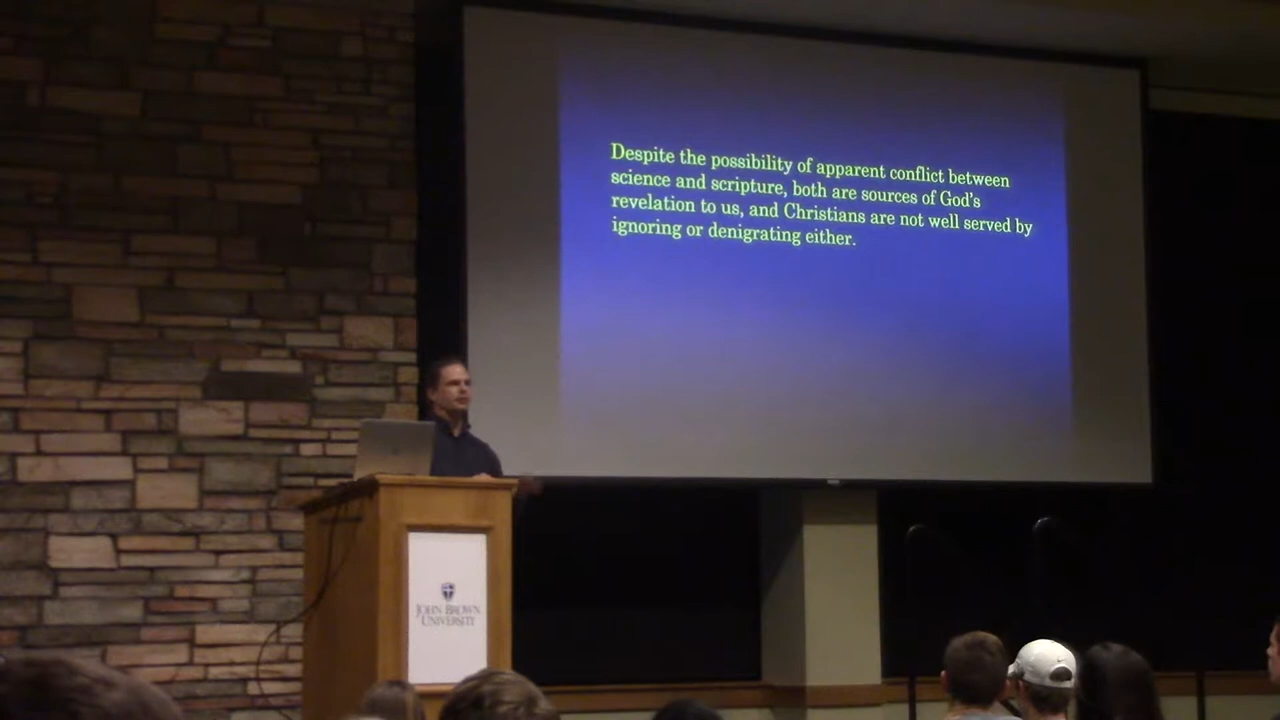 Despite the possibility of apparent conflict between
science and scripture, both are sources of God's
revelation to us, and Christians are not well served by
ignoring or denigrating either.
JOHN BROWN
UNIVERSITY